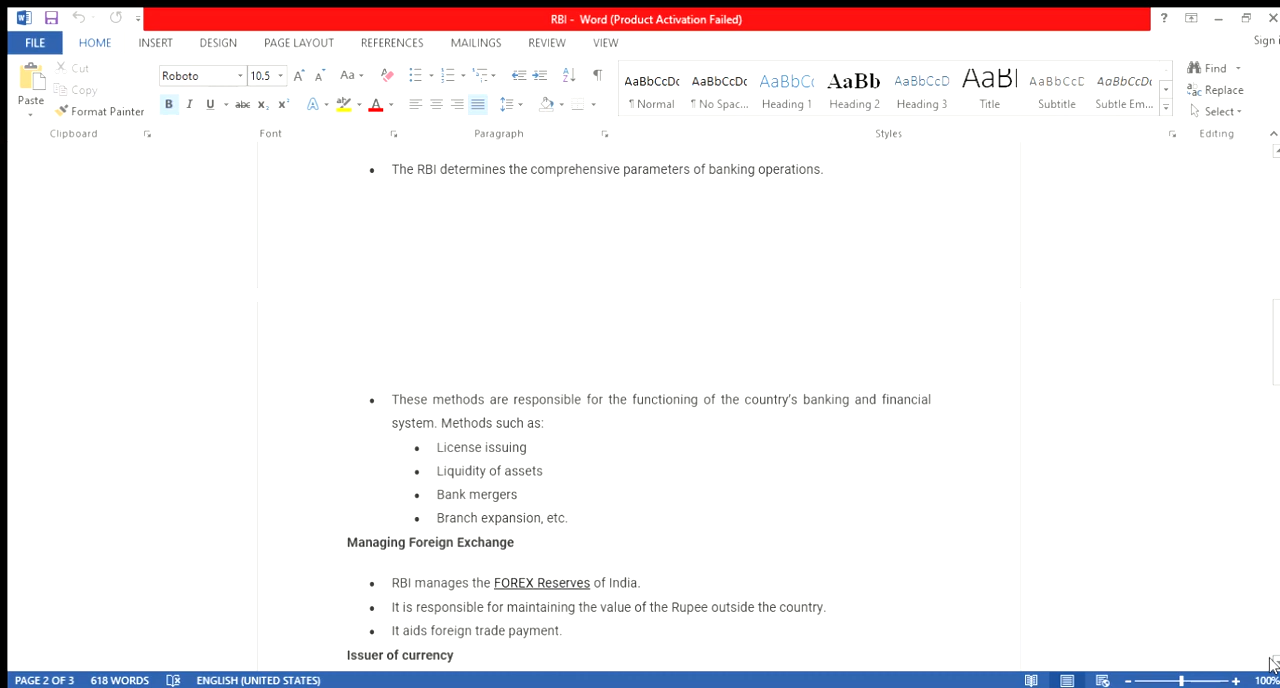 RBI - Word (Product Activation Failed)
?
FILE HOME INSERT DESIGN PAGE LAYOUT REFERENCES MAILINGS REVIEW VIEW
Sign i
Paste
Cut
Copy
Format Painter
Clipboard
Roboto 10.5
Font
Paragraph
AaBbCcDc AaBbCcDc AaBbCc AaBb AaBbCcD AaB AaBbCcD AaBbCcDc
¶ Normal ¶ No Spac... Heading 1 Heading 2 Heading 3 Title Subtitle Subtle Em...
Styles
Find
Replace
Select
Editing
• The RBI determines the comprehensive parameters of banking operations.
• These methods are responsible for the functioning of the country's banking and financial
system. Methods such as:
• License issuing
• Liquidity of assets
• Bank mergers
• Branch expansion, etc.
Managing Foreign Exchange
• RBI manages the FOREX Reserves of India.
• It is responsible for maintaining the value of the Rupee outside the country.
• It aids foreign trade payment.
Issuer of currency
PAGE 2 OF 3 618 WORDS ENGLISH (UNITED STATES) 100%